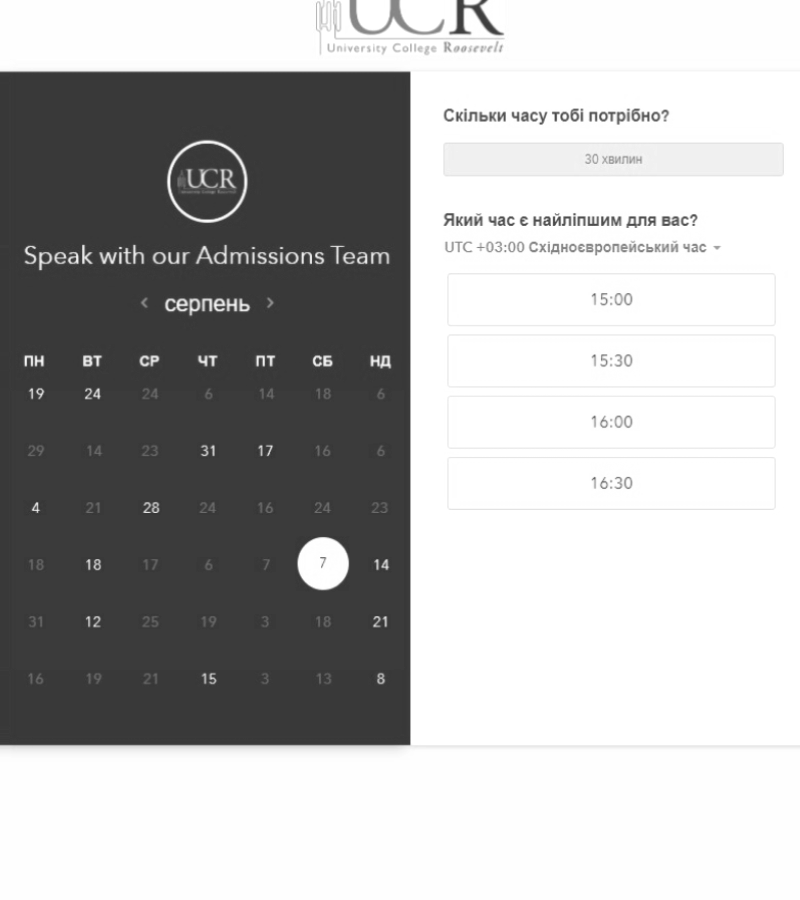 UCR
University College Roosevelt
UCR
Speak with our Admissions Team
< серпень >
ПН ВТ СР ЧТ ПТ СБ НД
19 24 24 6 14 18 6
29 14 23 31 17 16 6
4 21 28 24 16 24 23
18 18 17 6 7 7 14
31 12 25 19 3 18 21
16 19 21 15 3 13 8
Скільки часу тобі потрібно?
30 хвилин
Який час є найліпшим для вас?
UTC +03:00 Східноєвропейський час
15:00
15:30
16:00
16:30